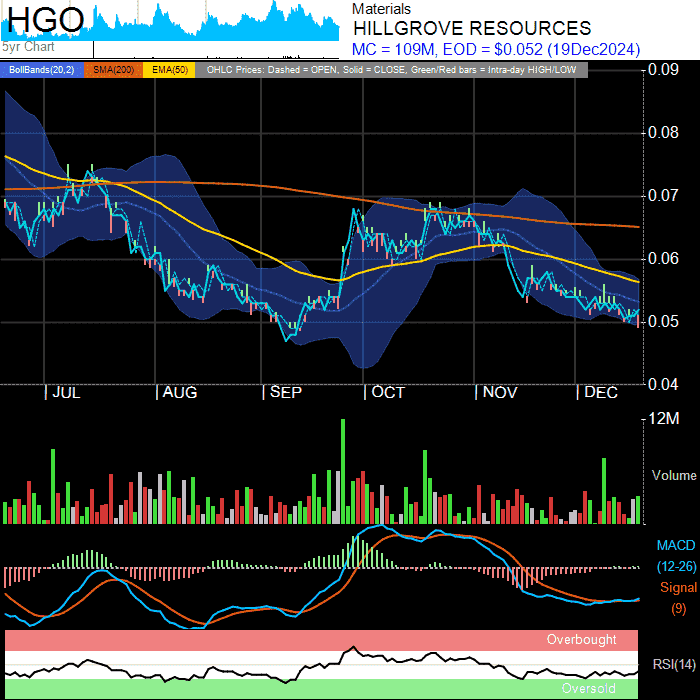 HGO
5yr Chart
Materials
HILLGROVE RESOURCES
MC = 109M, EOD = $0.052 (19Dec2024)
BollBands(20,2) SMA(200) EMA(50) OHLC Prices: Dashed = OPEN, Solid = CLOSE, Green/Red bars = Intra-day HIGH/LOW
0.09
0.08
0.07
0.06
0.05
0.04
| JUL | AUG | SEP | OCT | NOV | DEC
12M
Volume
MACD
(12-26)
Signal
(9)
Overbought
RSI(14)
Oversold